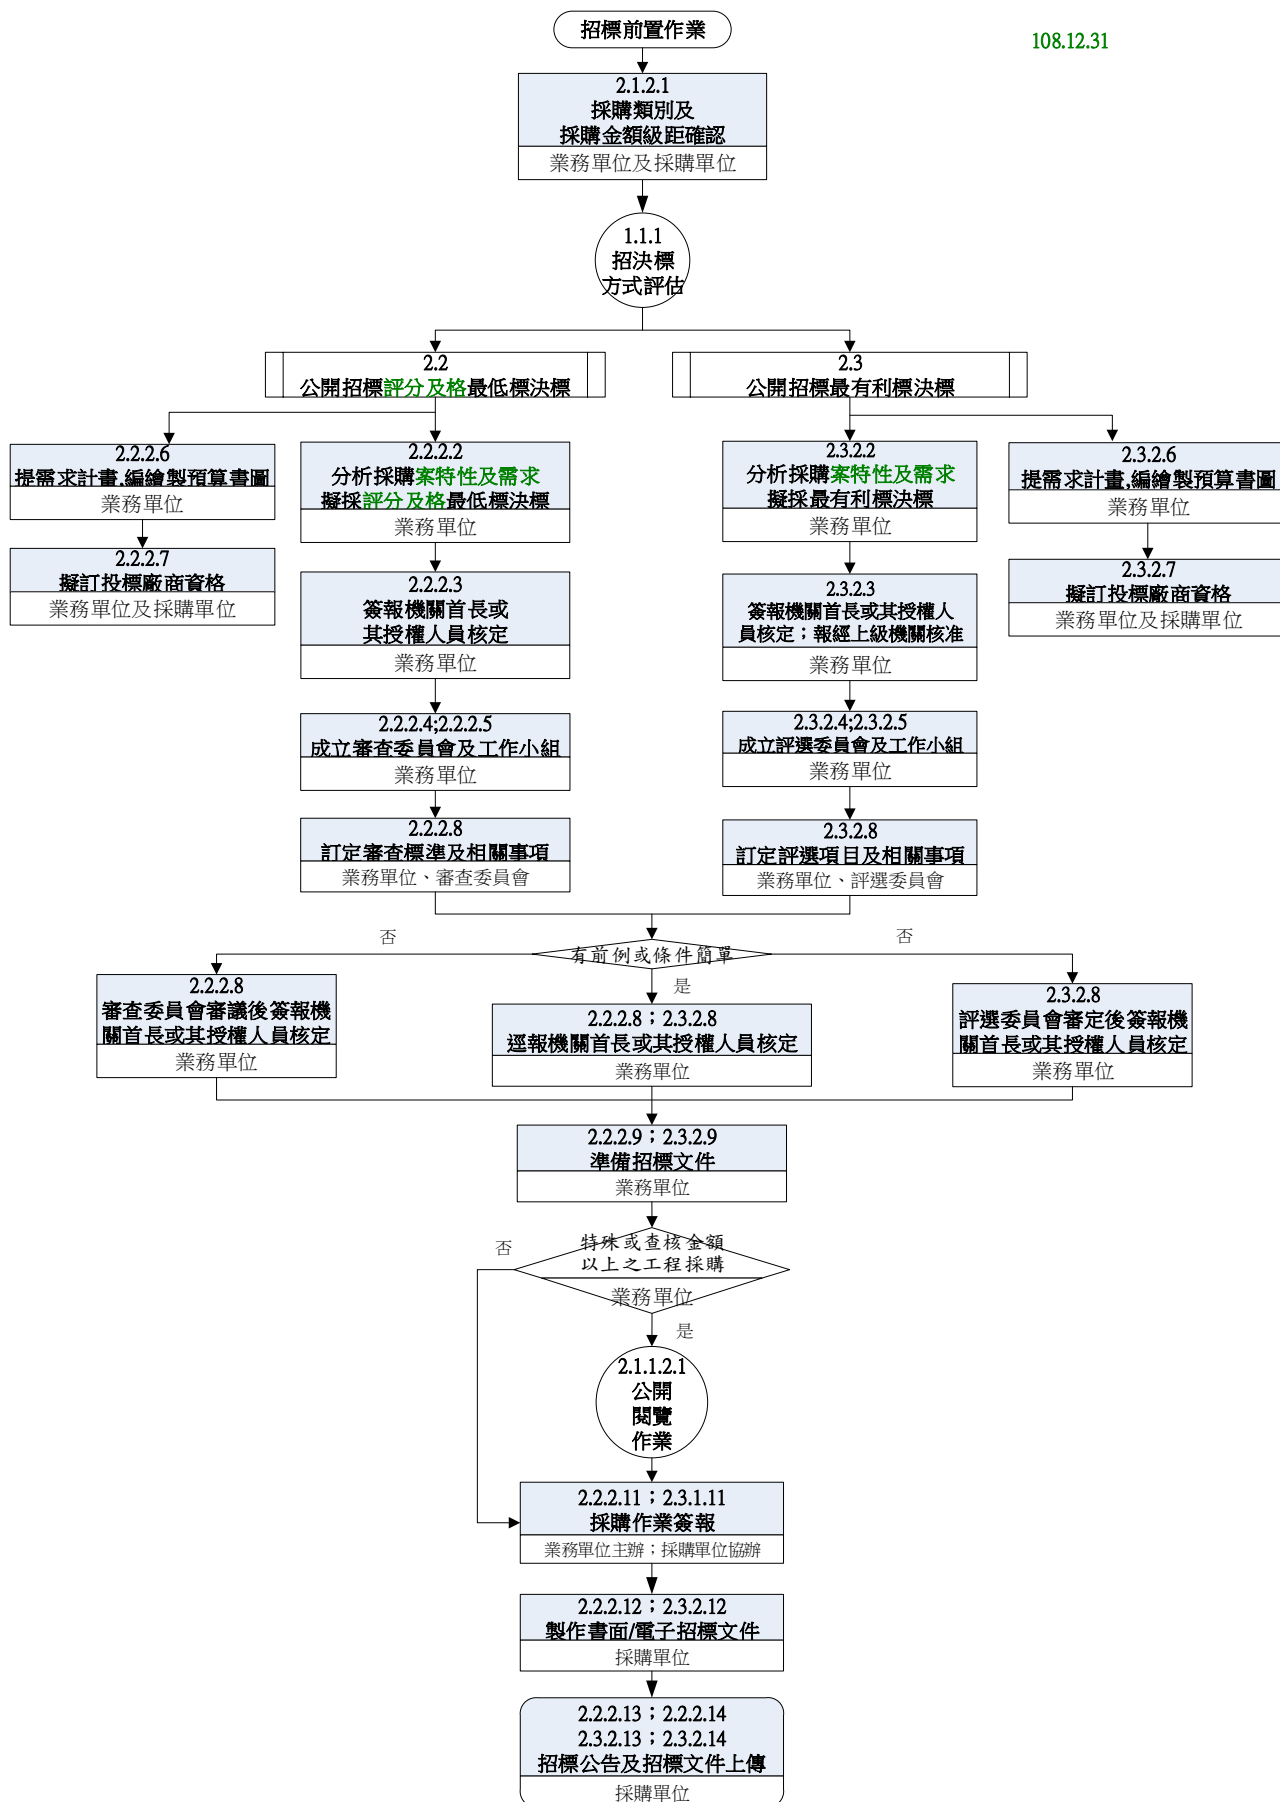 招標前置作業
108.12.31
2.1.2.1
採購類別及
採購金額級距確認
業務單位及採購單位
1.1.1
招決標
方式評估
2.2
公開招標評分及格最低標決標
2.3
公開招標最有利標決標
2.2.2.6
提需求計畫,編繪製預算書圖
業務單位
2.2.2.7
擬訂投標廠商資格
業務單位及採購單位
2.2.2.2
分析採購案特性及需求
擬採評分及格最低標決標
業務單位
2.2.2.3
簽報機關首長或
其授權人員核定
業務單位
2.2.2.4;2.2.2.5
成立審查委員會及工作小組
業務單位
2.2.2.8
訂定審查標準及相關事項
業務單位、審查委員會
2.3.2.2
分析採購案特性及需求
擬採最有利標決標
業務單位
2.3.2.3
簽報機關首長或其授權人
員核定；報經上級機關核准
業務單位
2.3.2.4;2.3.2.5
成立評選委員會及工作小組
業務單位
2.3.2.8
訂定評選項目及相關事項
業務單位、評選委員會
2.3.2.6
提需求計畫,編繪製預算書圖
業務單位
2.3.2.7
擬訂投標廠商資格
業務單位及採購單位
有前例或條件簡單
否
否
是
2.2.2.8
審查委員會審議後簽報機
關首長或其授權人員核定
業務單位
2.2.2.8；2.3.2.8
逕報機關首長或其授權人員核定
業務單位
2.3.2.8
評選委員會審定後簽報機
關首長或其授權人員核定
業務單位
2.2.2.9；2.3.2.9
準備招標文件
業務單位
特殊或查核金額
以上之工程採購
業務單位
否
是
2.1.1.2.1
公開
閱覽
作業
2.2.2.11；2.3.1.11
採購作業簽報
業務單位主辦；採購單位協辦
2.2.2.12；2.3.2.12
製作書面/電子招標文件
採購單位
2.2.2.13；2.2.2.14
2.3.2.13；2.3.2.14
招標公告及招標文件上傳
採購單位